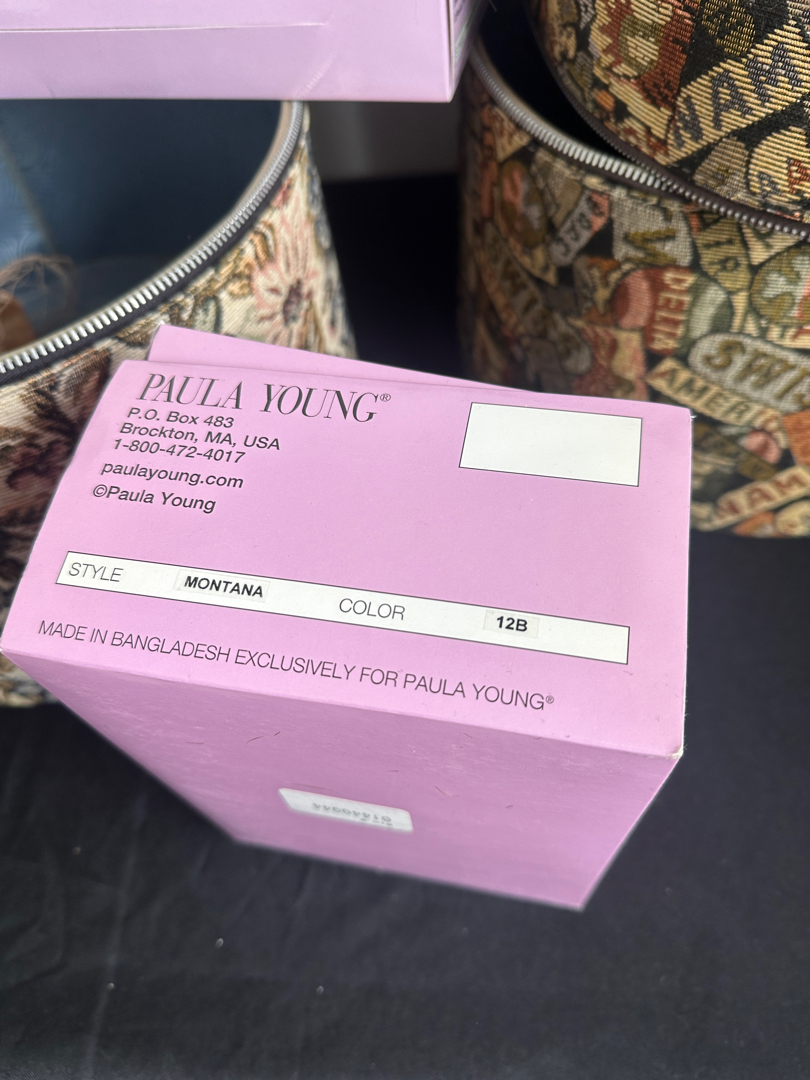 PAULA YOUNG®
P.O. Box 483
Brockton, MA, USA
1-800-472-4017
paulayoung.com
©Paula Young
STYLE MONTANA COLOR 12B
MADE IN BANGLADESH EXCLUSIVELY FOR PAULA YOUNG®
DELTA